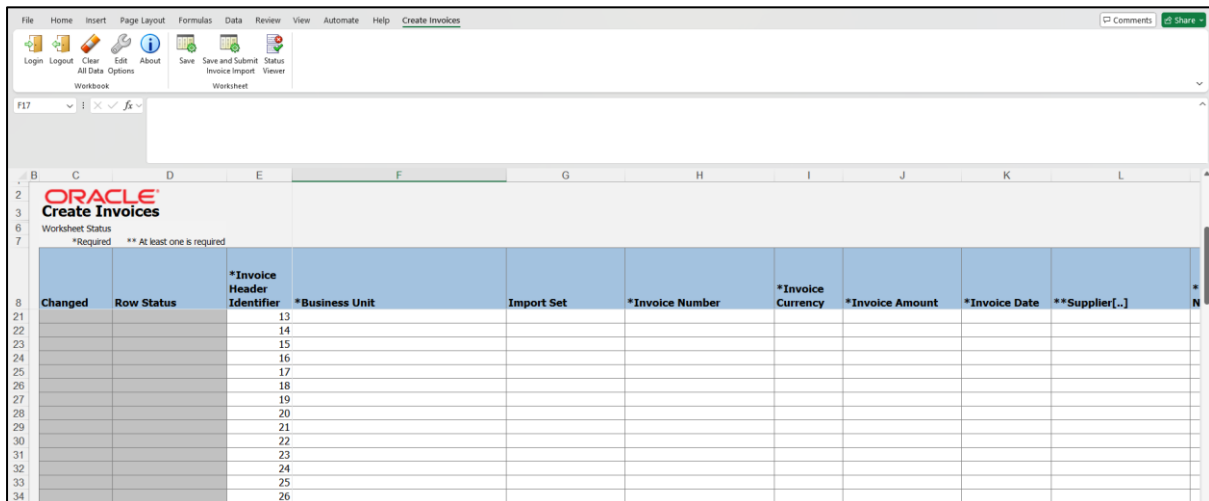 File Home Insert Page Layout Formulas Data Review View Automate Help Create Invoices Comments Share
Login Logout Clear All Data Edit Options About Save Save and Submit Invoice Import Status Viewer
Workbook Worksheet
F17 fx
B C D E F G H I J K L
2 ORACLE
3 Create Invoices
6 Worksheet Status
7 *Required ** At least one is required
8 Changed Row Status *Invoice Header Identifier *Business Unit Import Set *Invoice Number *Invoice Currency *Invoice Amount *Invoice Date **Supplier[..] * N
21 13
22 14
23 15
24 16
25 17
26 18
27 19
28 20
29 21
30 22
31 23
32 24
33 25
34 26